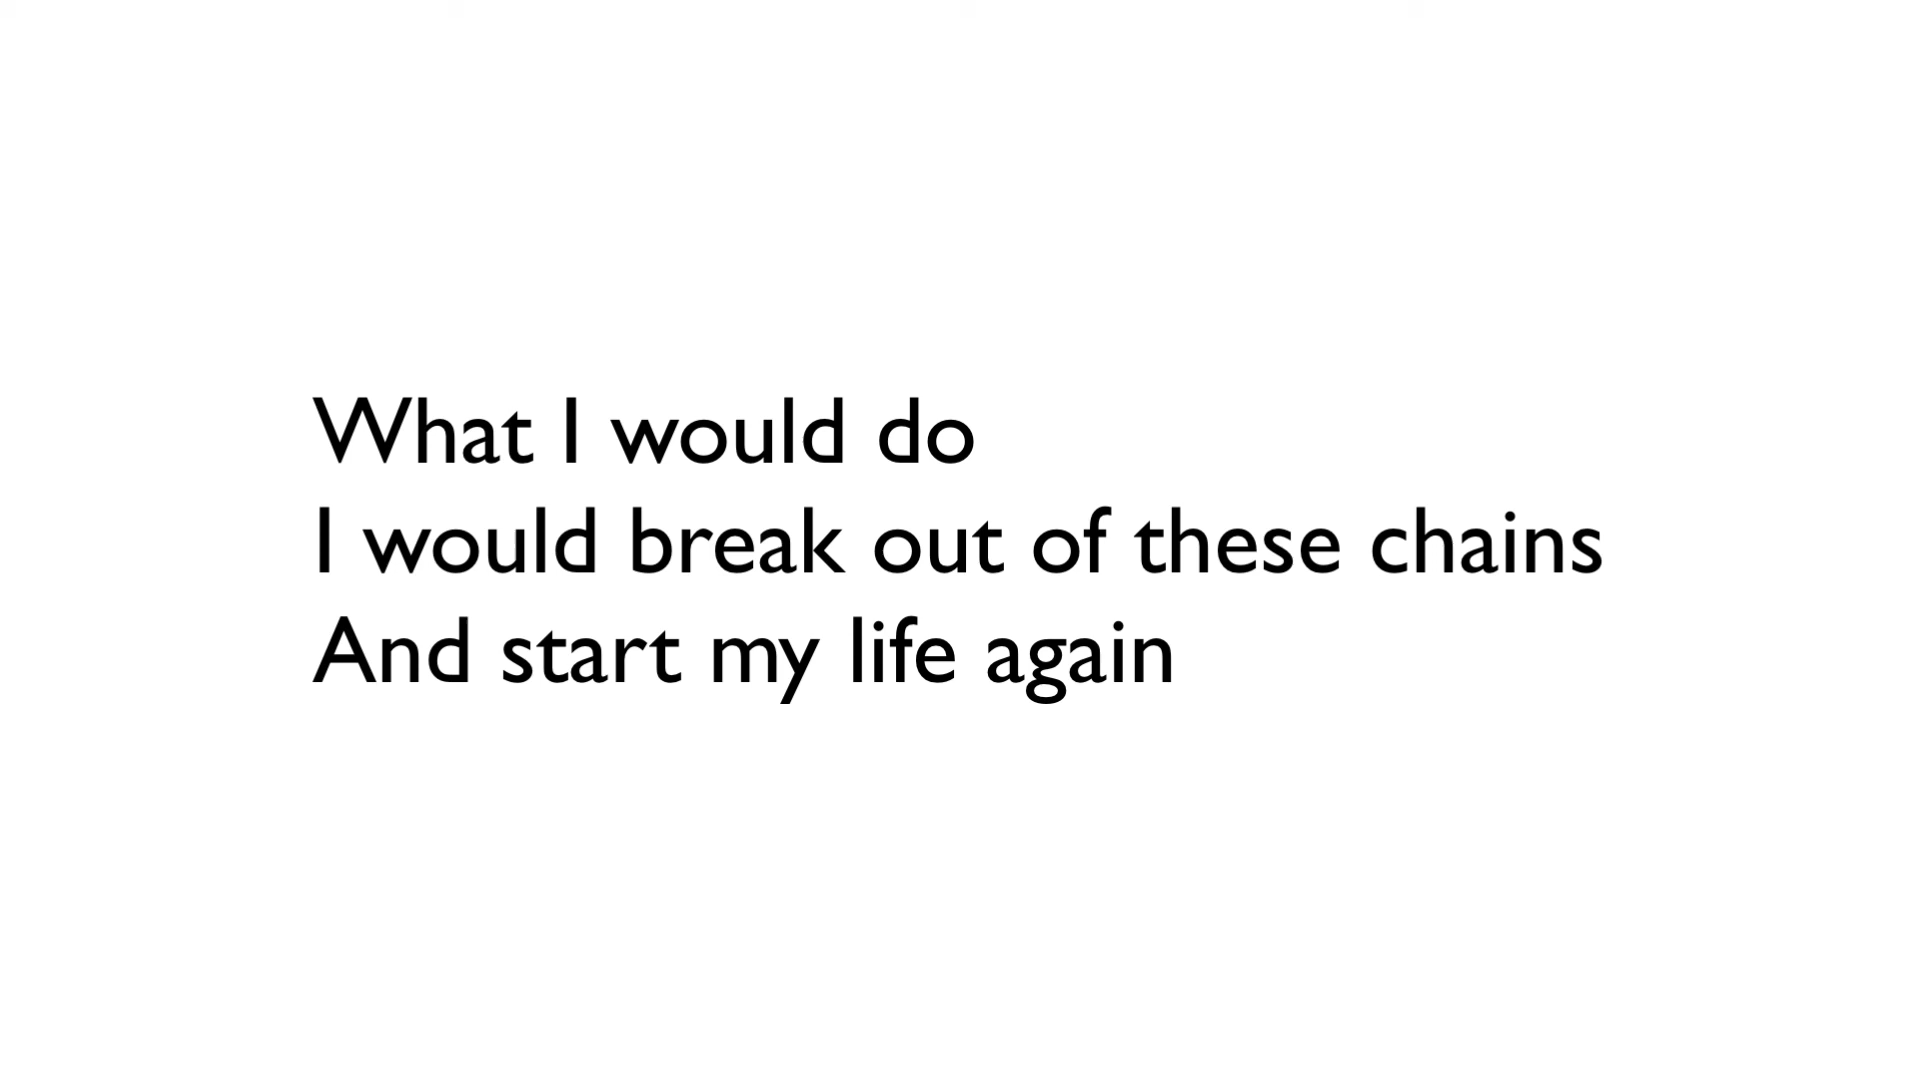 What I would do
I would break out of these chains
And start my life again